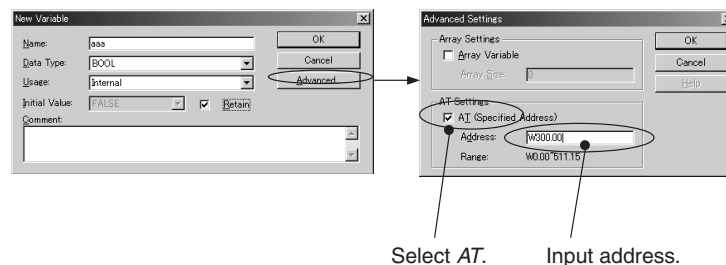 New Variable
Name: aaa
Data Type: BOOL
Usage: Internal
Initial Value: FALSE Retain
Comment:
OK
Cancel
Advanced
Advanced Settings
Array Settings
Array Variable
Array Size: 0
AT Settings
AT (Specified Address)
Address: W300.00
Range: W0.00~511.15
OK
Cancel
Help
Select AT.
Input address.